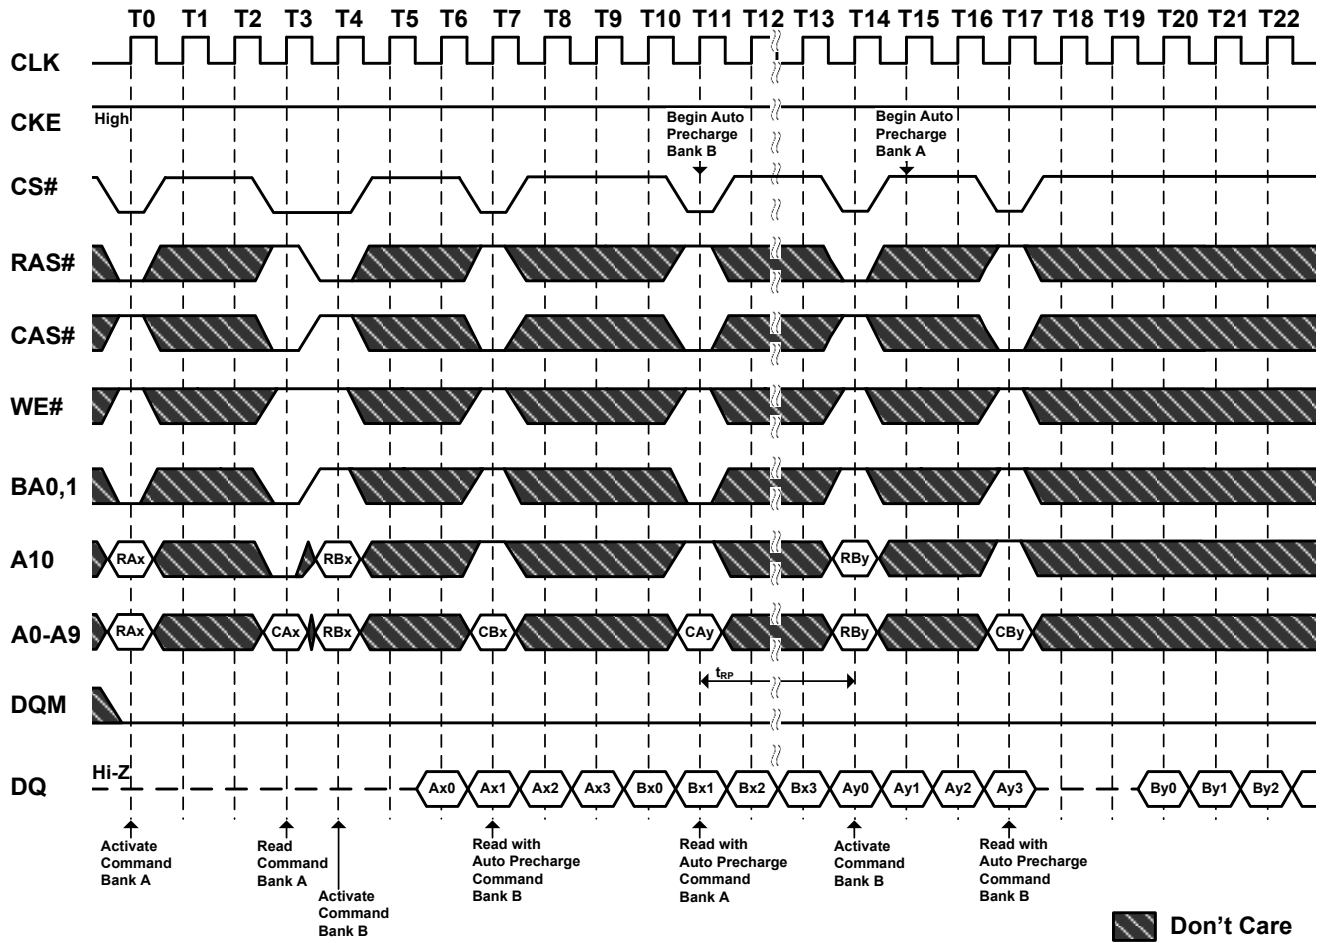 T0 T1 T2 T3 T4 T5 T6 T7 T8 T9 T10 T11 T12 T13 T14 T15 T16 T17 T18 T19 T20 T21 T22
CLK
CKE
High
Begin Auto
Precharge
Bank B
Begin Auto
Precharge
Bank A
CS#
RAS#
CAS#
WE#
BA0,1
A10
RAx RBx RBy
A0-A9
RAx CAx RBx CBx CAy RBy CBy
tRP
DQM
Hi-Z
DQ
Ax0 Ax1 Ax2 Ax3 Bx0 Bx1 Bx2 Bx3 Ay0 Ay1 Ay2 Ay3 By0 By1 By2
Activate
Command
Bank A
Read
Command
Bank A
Activate
Command
Bank B
Read with
Auto Precharge
Command
Bank B
Read with
Auto Precharge
Command
Bank A
Activate
Command
Bank B
Read with
Auto Precharge
Command
Bank B
Don't Care